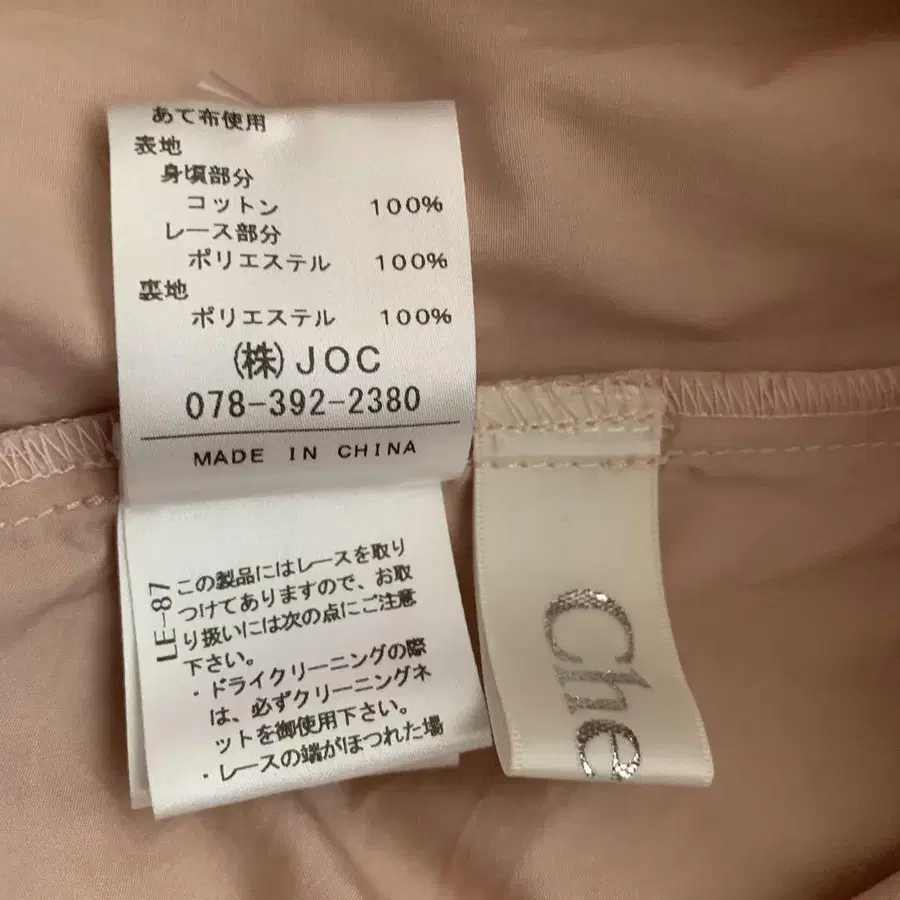 あて布使用
表地
身頃部分
コットン 100%
レース部分
ポリエステル 100%
裏地
ポリエステル 100%
(株)JOC
078-392-2380
MADE IN CHINA
LE-87
この製品にはレースを取り
つけてありますので、お取
り扱いには次の点にご注意
下さい。
・ドライクリーニングの際
は、必ずクリーニングネ
ットを御使用下さい。
・レースの端がほつれた場
Che